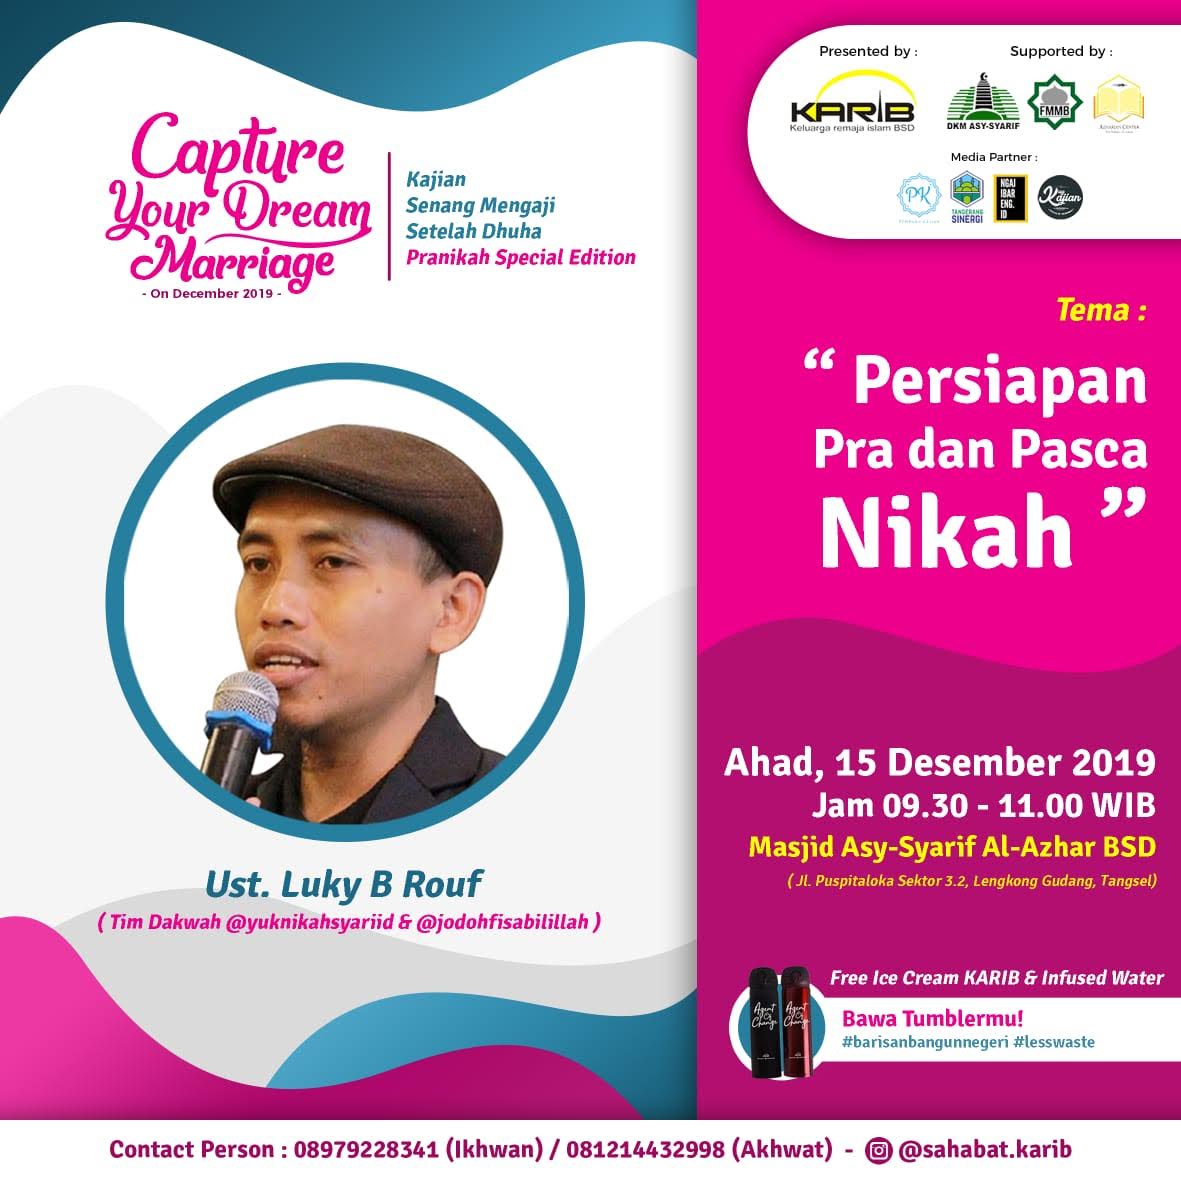 Capture
Your Dream
Marriage
- On December 2019 -
Kajian
Senang Mengaji
Setelah Dhuha
Pranikah Special Edition
Ust. Luky B Rouf
( Tim Dakwah @yuknikahsyariid & @jodohfisabilillah )
Presented by :
KARIB
Keluarga remaja islam BSD
Supported by :
DKM ASY-SYARIF
FMMB
Media Partner :
PK
TANGERANG
SINERGI
NGAJ
IBAR
ENG.
ID
Kajian
Tema :
“ Persiapan
Pra dan Pasca
Nikah ”
Ahad, 15 Desember 2019
Jam 09.30 - 11.00 WIB
Masjid Asy-Syarif Al-Azhar BSD
( Jl. Puspitaloka Sektor 3.2, Lengkong Gudang, Tangsel)
Agent
Of
Change
Agent
Of
Change
Free Ice Cream KARIB & Infused Water
Bawa Tumblermu!
#barisanbangunnegeri #lesswaste
Contact Person : 08979228341 (Ikhwan) / 081214432998 (Akhwat) - @sahabat.karib